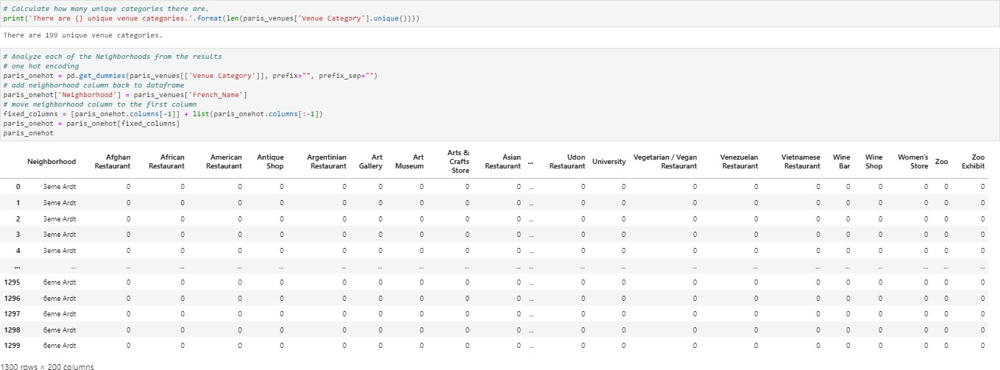 # Calculate how many unique categories there are.
print('There are {} unique venue categories.'.format(len(paris_venues['Venue Category'].unique())))
There are 199 unique venue categories.
# Analyze each of the Neighborhoods from the results
# one hot encoding
paris_onehot = pd.get_dummies(paris_venues[['Venue Category']], prefix="", prefix_sep="")
# add neighborhood column back to dataframe
paris_onehot['Neighborhood'] = paris_venues['French_Name']
# move neighborhood column to the first column
fixed_columns = [paris_onehot.columns[-1]] + list(paris_onehot.columns[:-1])
paris_onehot = paris_onehot[fixed_columns]
paris_onehot
Neighborhood Afghan Restaurant African Restaurant American Restaurant Antique Shop Argentinian Restaurant Art Gallery Art Museum Arts & Crafts Store Asian Restaurant ... Udon Restaurant University Vegetarian / Vegan Restaurant Venezuelan Restaurant Vietnamese Restaurant Wine Bar Wine Shop Women's Store Zoo Zoo Exhibit
0 3eme Ardt 0 0 0 0 0 0 0 0 0 ... 0 0 0 0 0 0 0 0 0 0
1 3eme Ardt 0 0 0 0 0 0 0 0 0 ... 0 0 0 0 0 0 0 0 0 0
2 3eme Ardt 0 0 0 0 0 0 0 0 0 ... 0 0 0 0 0 0 0 0 0 0
3 3eme Ardt 0 0 0 0 0 0 0 0 0 ... 0 0 0 0 0 0 0 0 0 0
4 3eme Ardt 0 0 0 0 0 0 0 0 0 ... 0 0 0 0 0 0 0 0 0 0
... ... ... ... ... ... ... ... ... ... ... ... ... ... ... ... ... ... ... ... ... ...
1295 6eme Ardt 0 0 0 0 0 0 0 0 0 ... 0 0 0 0 0 0 0 0 0 0
1296 6eme Ardt 0 0 0 0 0 0 0 0 0 ... 0 0 0 0 0 0 0 0 0 0
1297 6eme Ardt 0 0 0 0 0 0 0 0 0 ... 0 0 0 0 0 0 0 0 0 0
1298 6eme Ardt 0 0 0 0 0 0 0 0 0 ... 0 0 0 0 0 0 0 0 0 0
1299 6eme Ardt 0 0 0 0 0 0 0 0 0 ... 0 0 0 0 0 0 0 0 0 0
1300 rows × 200 columns